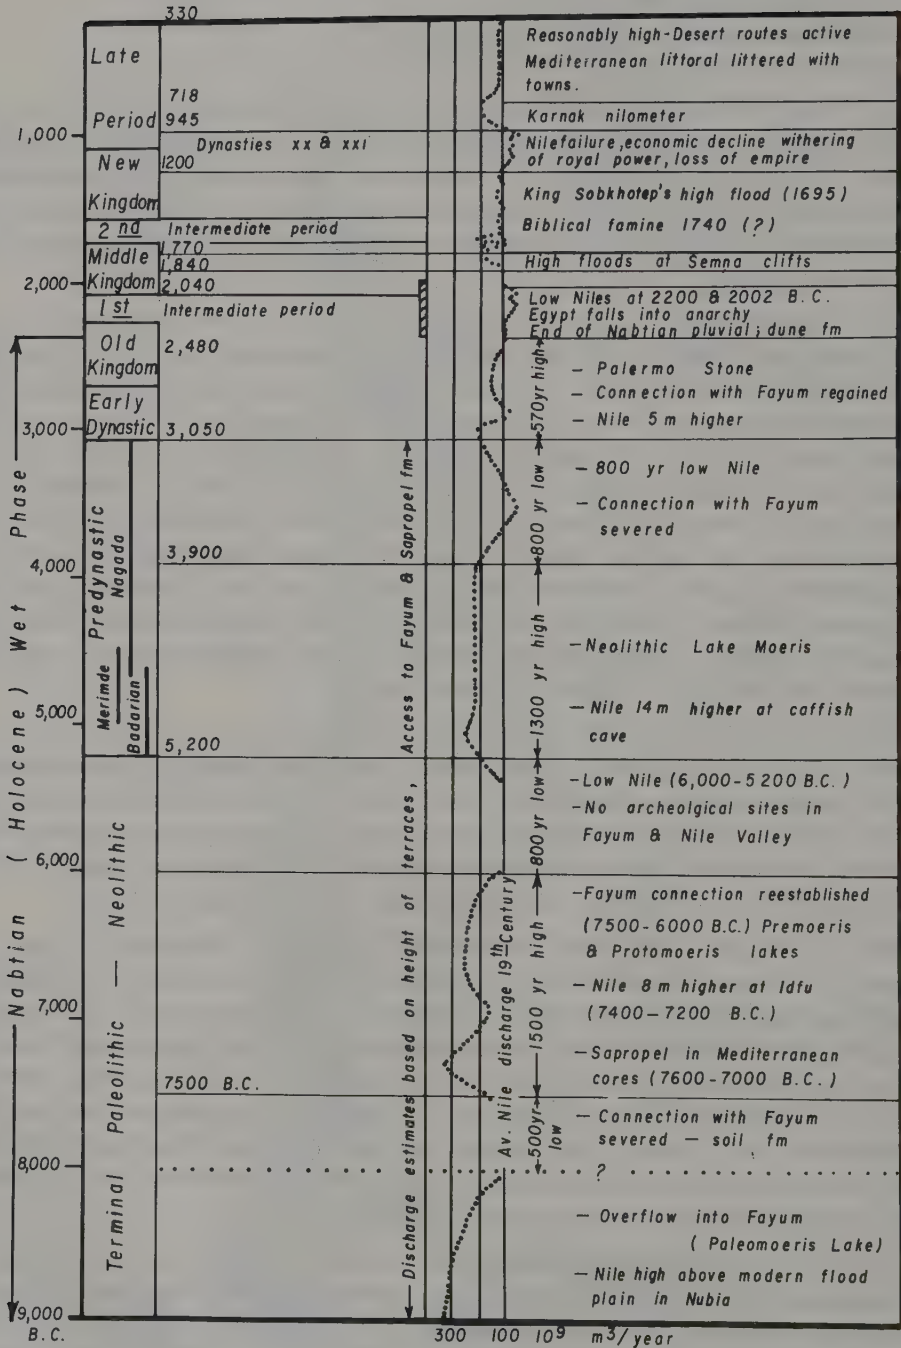 330
Late
Period
718
945
1,000
Dynasties xx & xxi
New
Kingdom
1200
2 nd Intermediate period
1,770
Middle
Kingdom
1,840
2,000
2,040
1 st Intermediate period
Old
Kingdom
2,480
Early
Dynastic
3,000
3,050
Predynastic
Nagada
3,900
4,000
Merimde
Badarian
5,000
5,200
6,000
Terminal Paleolithic — Neolithic
7,000
7500 B.C.
8,000
9,000
B.C.
Nabtian ( Holocene ) Wet Phase
Discharge estimates based on height of terraces, Access to Fayum & Sapropel fm
Av. Nile discharge 19th Century
570yr high
800 yr low
1300 yr high
800yr low
1500 yr high
500yr
low
?
Reasonably high-Desert routes active
Mediterranean littoral littered with
towns.
Karnak nilometer
Nile failure, economic decline withering
of royal power, loss of empire
King Sobkhotep's high flood (1695)
Biblical famine 1740 (?)
High floods at Semna clifts
Low Niles at 2200 & 2002 B.C.
Egypt falls into anarchy
End of Nabtian pluvial; dune fm
— Palermo Stone
— Connection with Fayum regained
— Nile 5 m higher
— 800 yr low Nile
— Connection with Fayum
severed
—Neolithic Lake Moeris
—Nile 14m higher at caffish
cave
-Low Nile (6,000-5200 B.C.)
-No archeolgical sites in
Fayum & Nile Valley
-Fayum connection reestablished
(7500-6000 B.C.) Premoeris
& Protomoeris lakes
-Nile 8 m higher at Idfu
(7400-7200 B.C.)
-Sapropel in Mediterranean
cores (7600-7000 B.C.)
— Connection with Fayum
severed — soil fm
— Overflow into Fayum
( Paleomoeris Lake)
—Nile high above modern flood
plain in Nubia
300 100 10⁹ m³/year